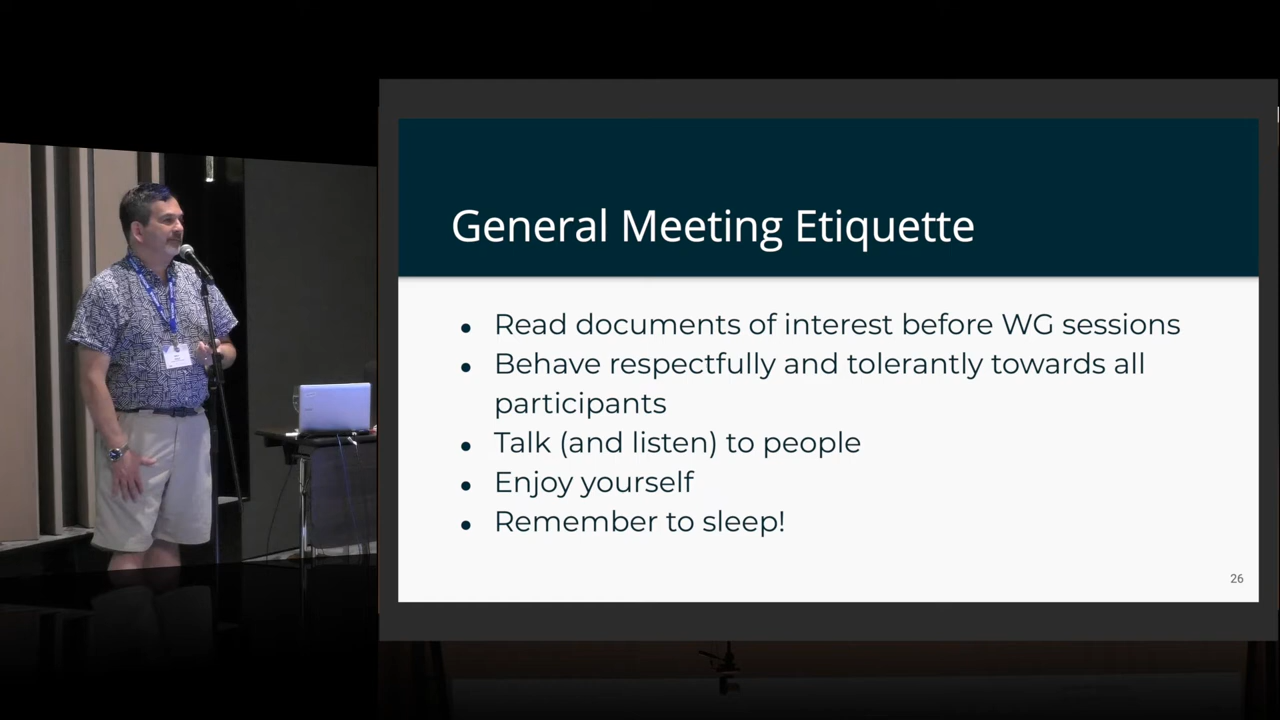 General Meeting Etiquette
● Read documents of interest before WG sessions
● Behave respectfully and tolerantly towards all
participants
● Talk (and listen) to people
● Enjoy yourself
● Remember to sleep!
26